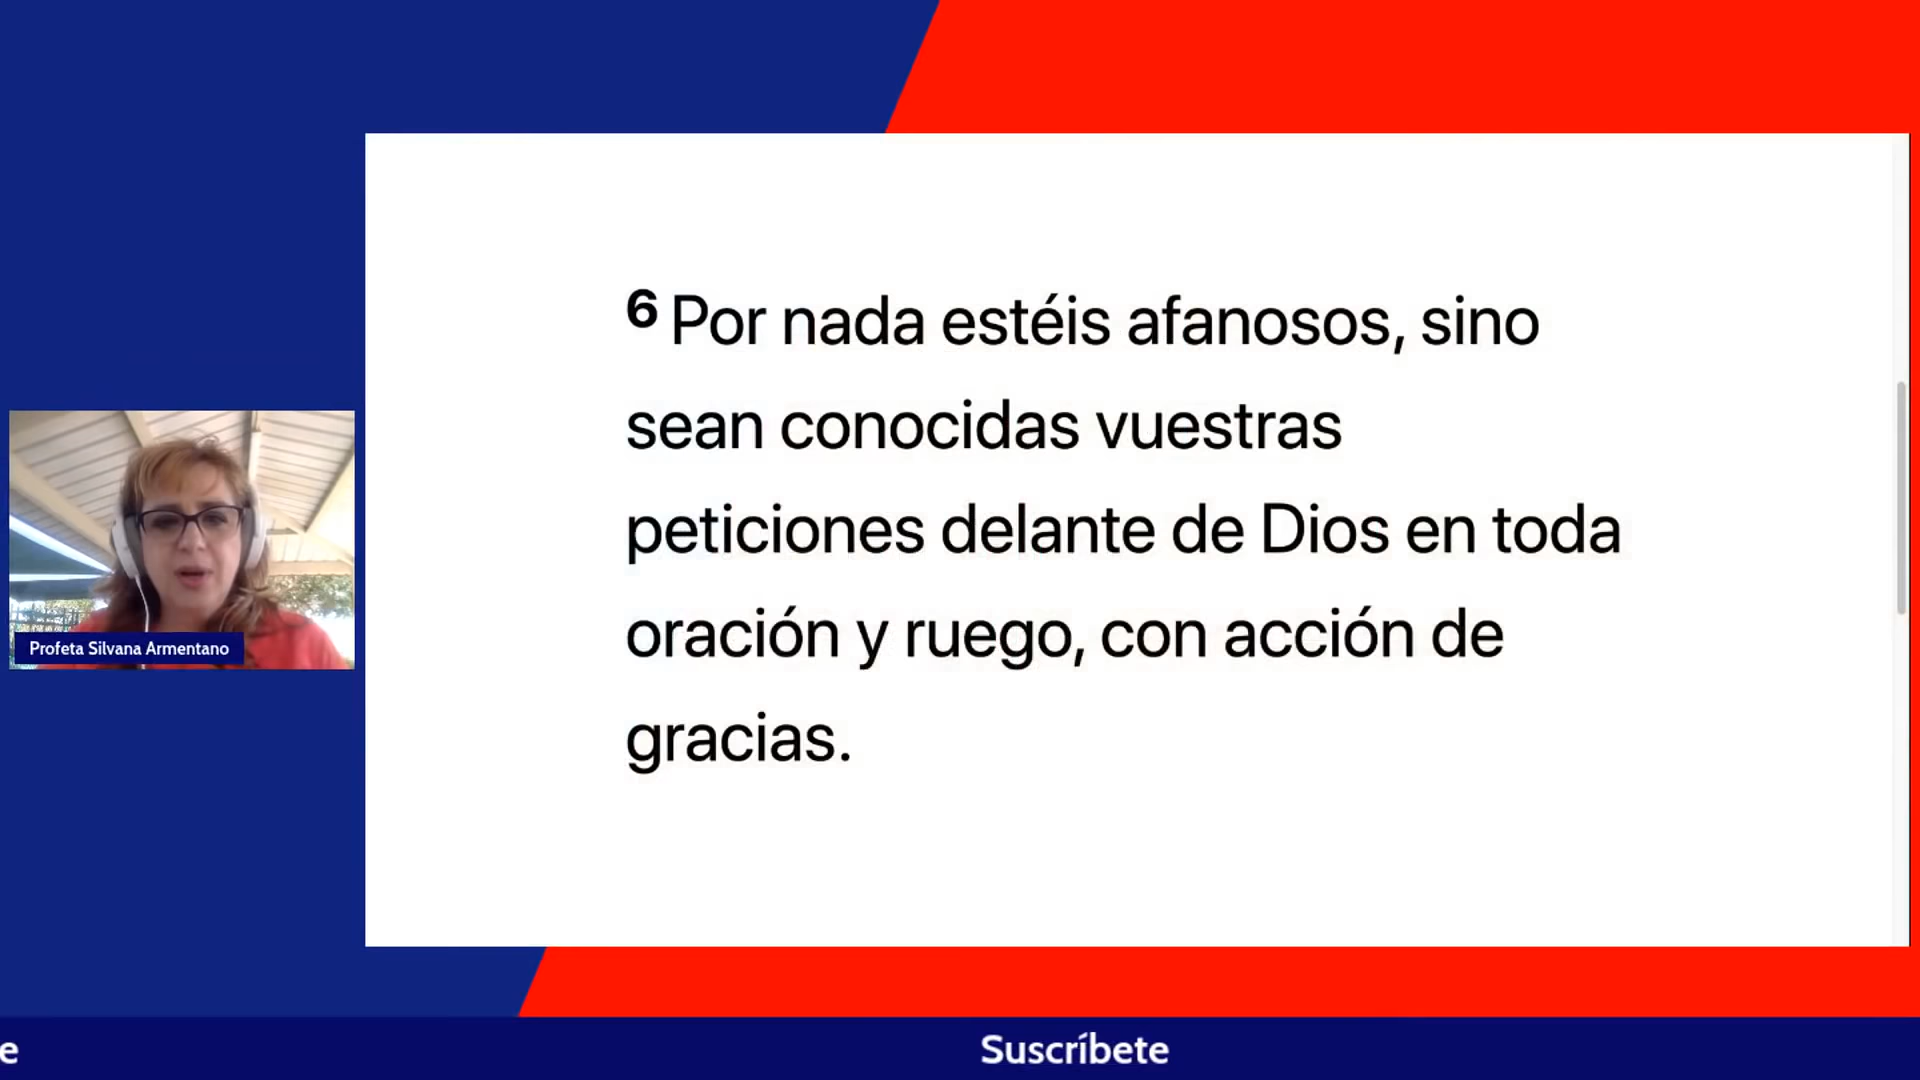 6 Por nada estéis afanosos, sino
sean conocidas vuestras
peticiones delante de Dios en toda
oración y ruego, con acción de
gracias.
Profeta Silvana Armentano
e
Suscríbete